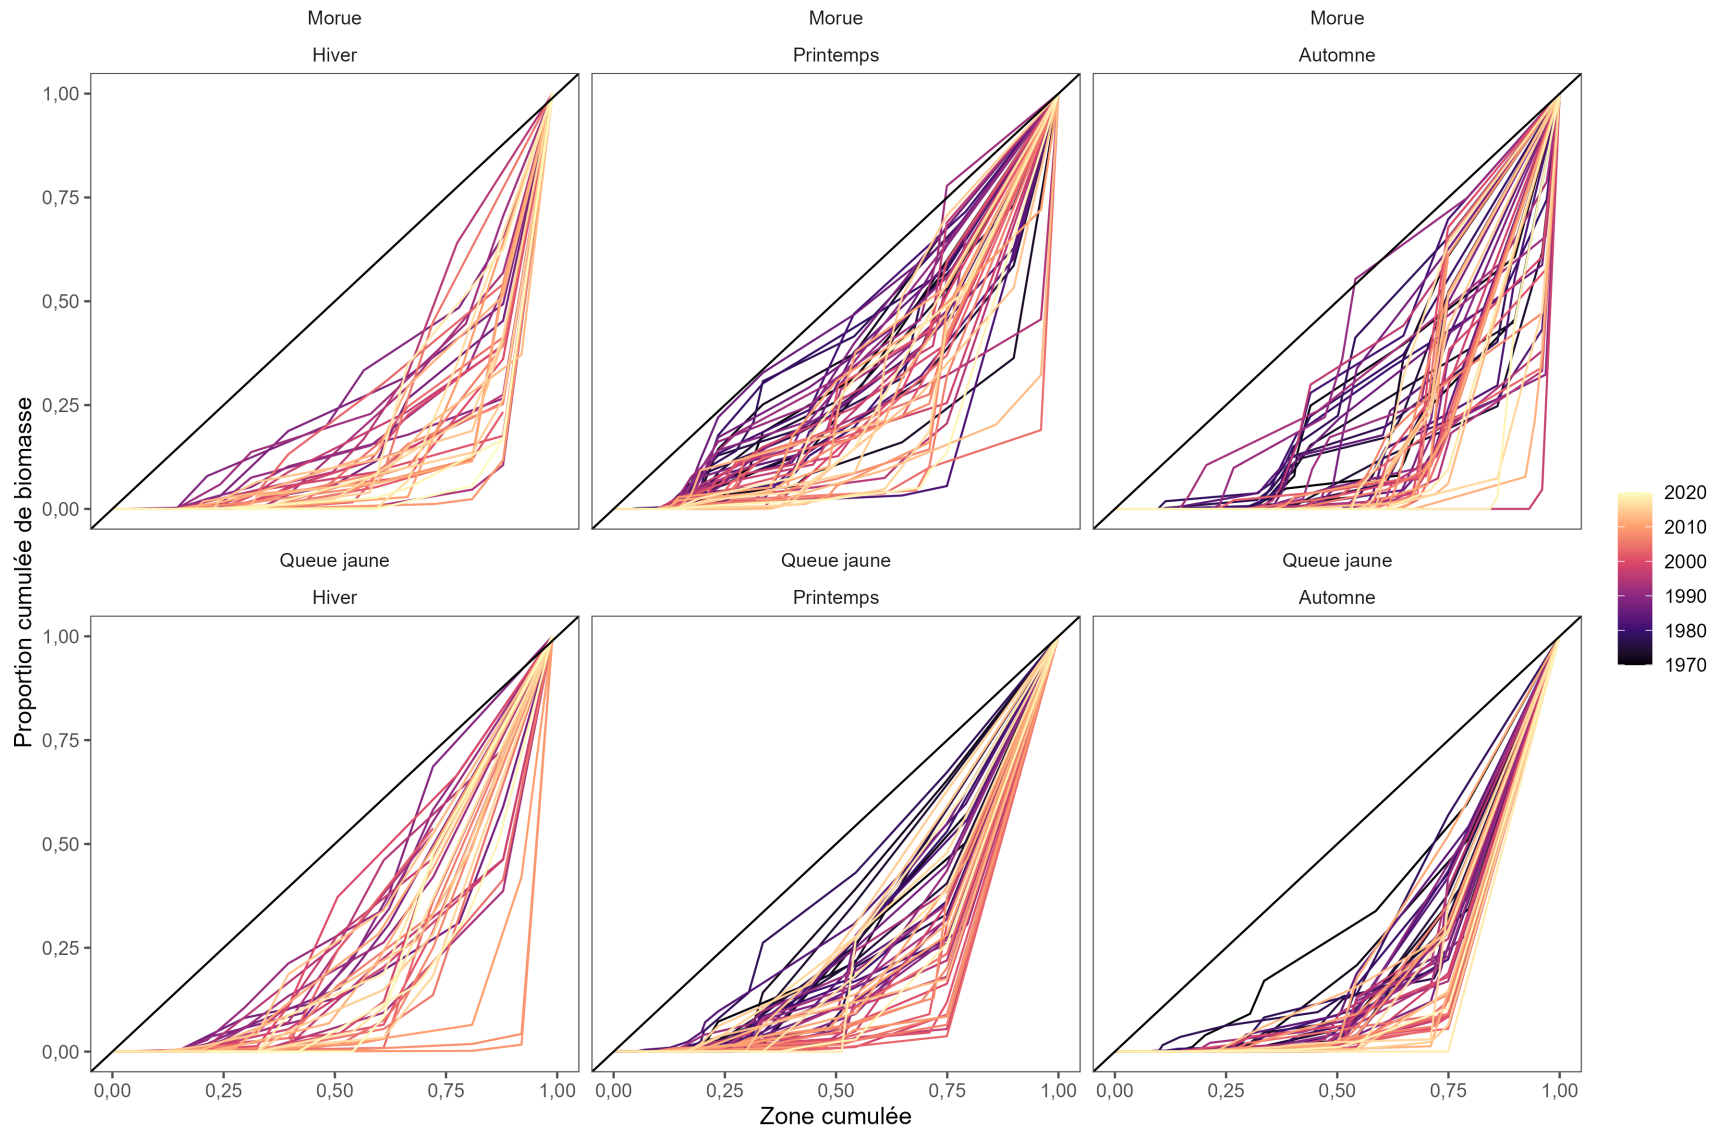 Morue Morue Morue
Hiver Printemps Automne
1,00
0,75
0,50
0,25
0,00
Queue jaune Queue jaune Queue jaune
Hiver Printemps Automne
1,00
0,75
0,50
0,25
0,00
0,00 0,25 0,50 0,75 1,00 0,00 0,25 0,50 0,75 1,00 0,00 0,25 0,50 0,75 1,00
Zone cumulée
Proportion cumulée de biomasse
2020
2010
2000
1990
1980
1970